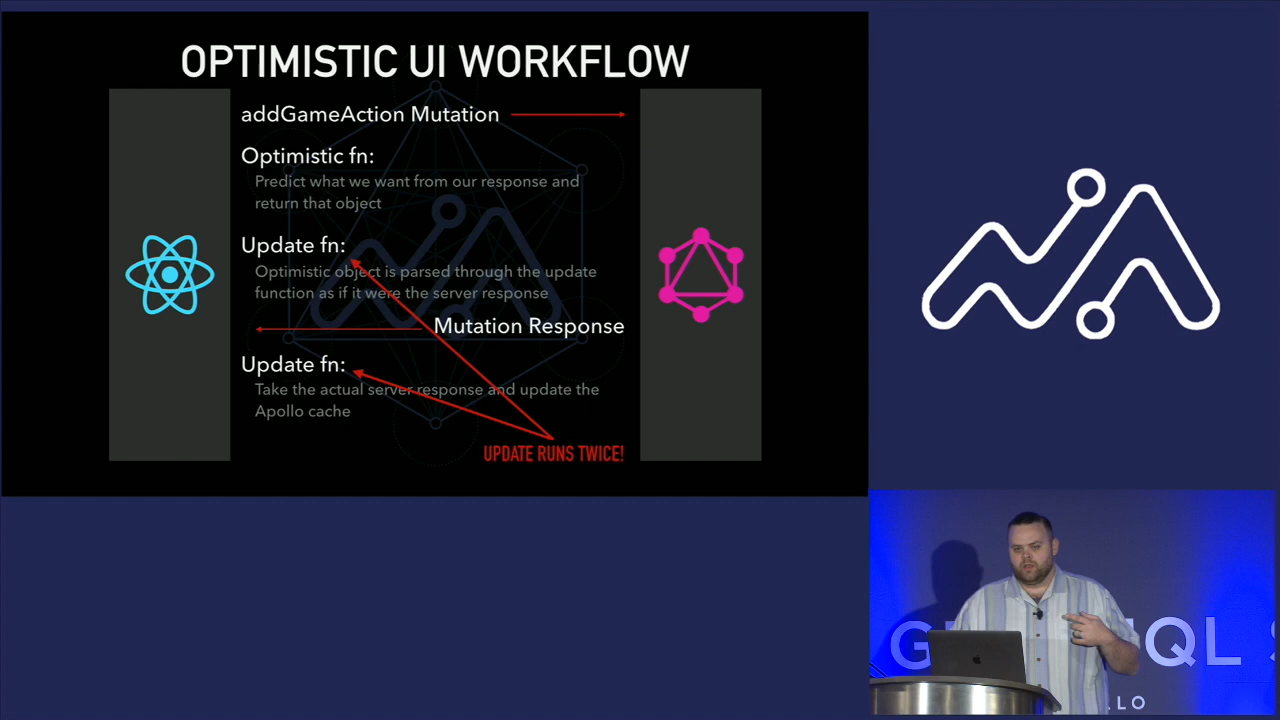 OPTIMISTIC UI WORKFLOW
addGameAction Mutation
Optimistic fn:
Predict what we want from our response and
return that object
Update fn:
Optimistic object is parsed through the update
function as if it were the server response
Mutation Response
Update fn:
Take the actual server response and update the
Apollo cache
UPDATE RUNS TWICE!